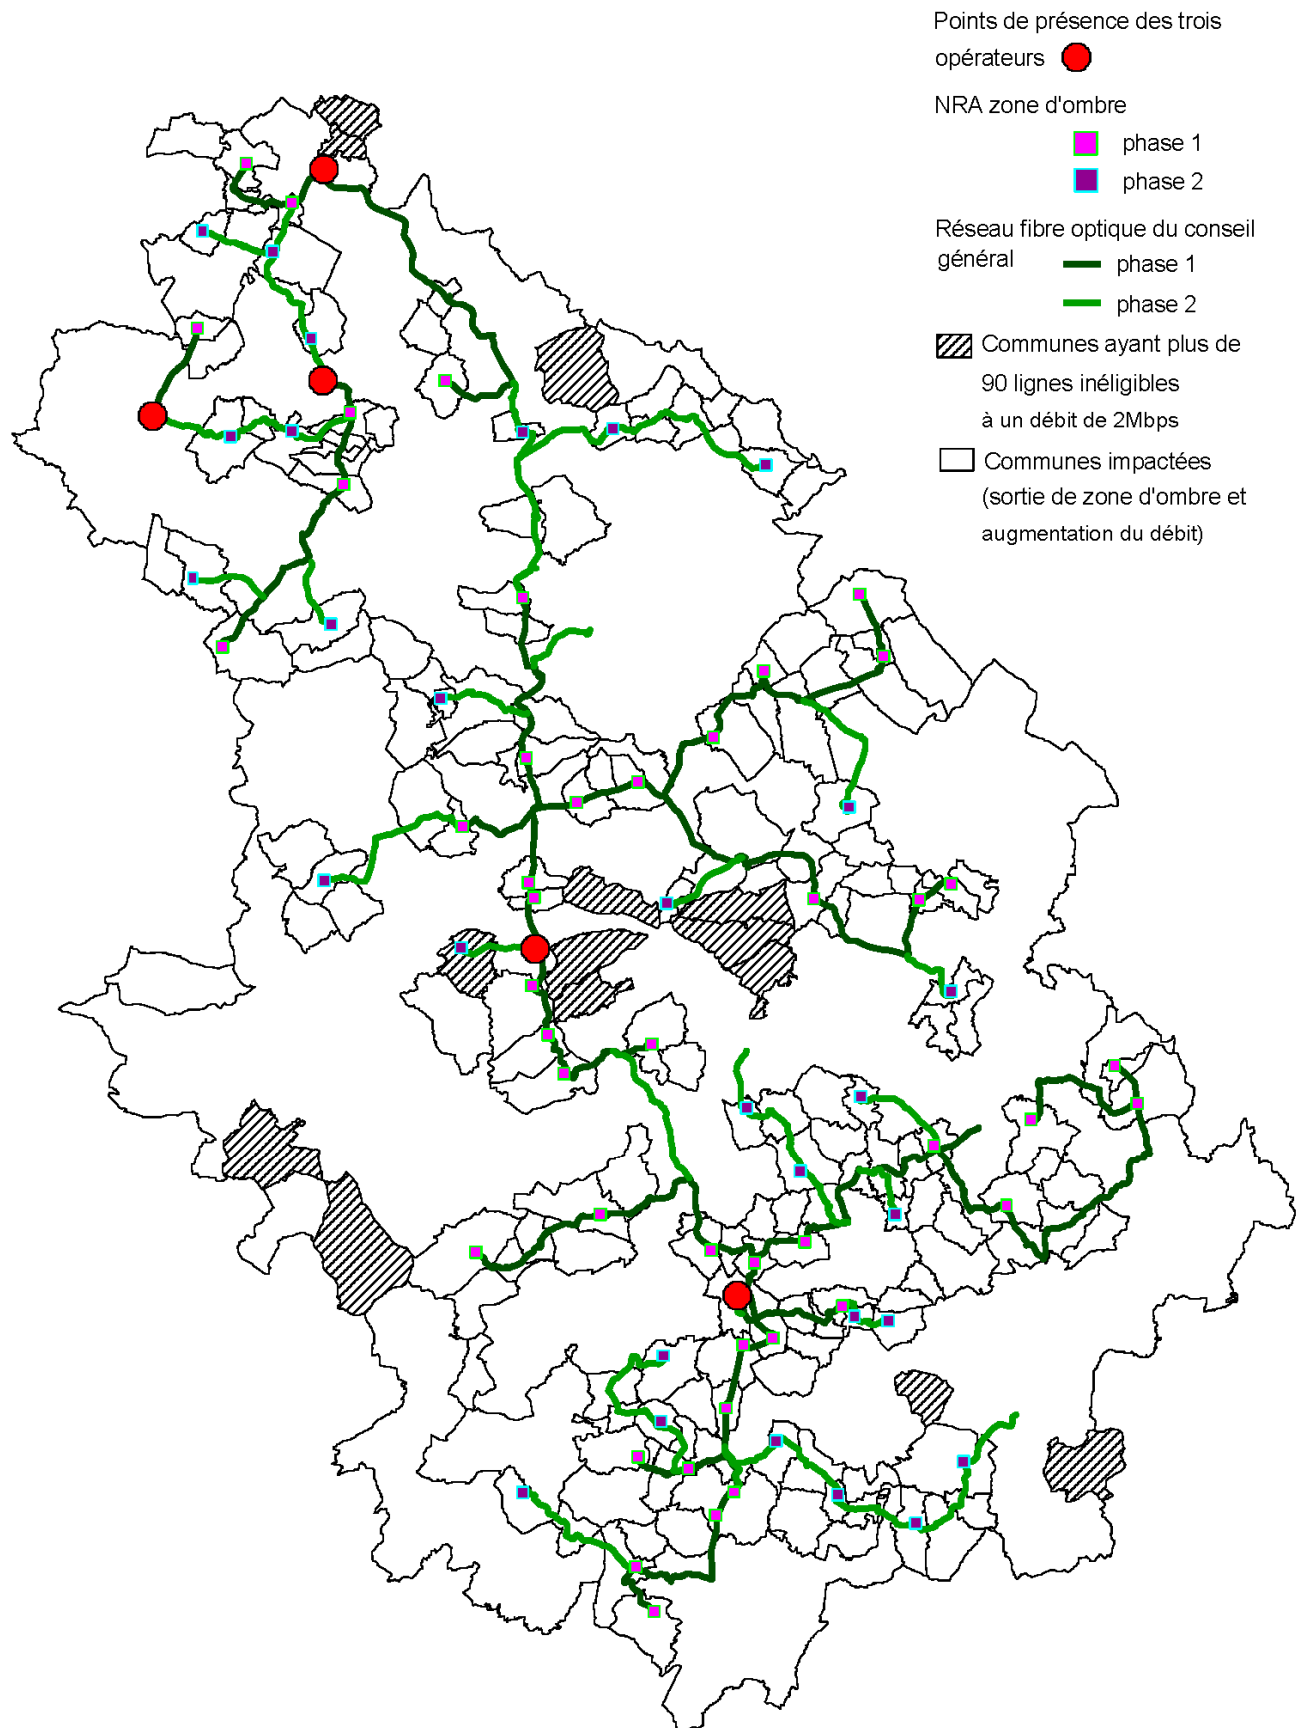 Points de présence des trois
opérateurs
NRA zone d'ombre
phase 1
phase 2
Réseau fibre optique du conseil
général
phase 1
phase 2
Communes ayant plus de
90 lignes inéligibles
à un débit de 2Mbps
Communes impactées
(sortie de zone d'ombre et
augmentation du débit)